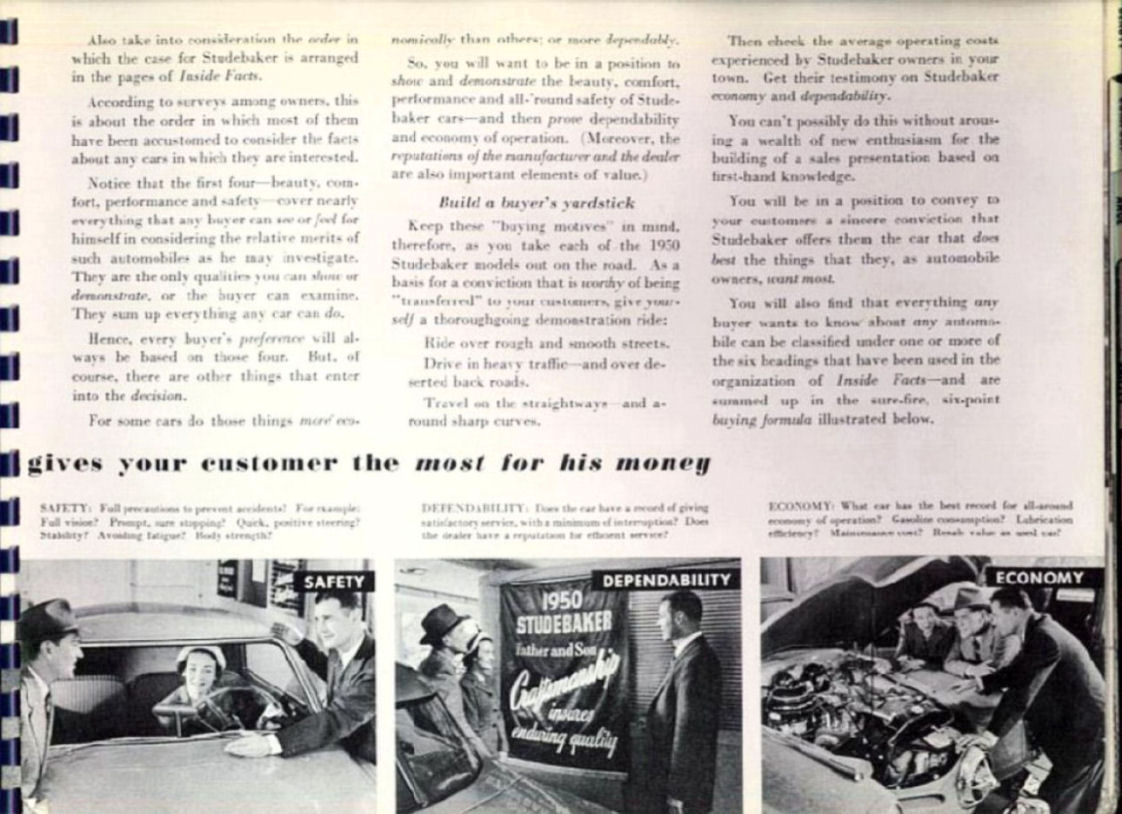 Also take into consideration the order in
which the case for Studebaker is arranged
in the pages of Inside Facts.
According to surveys among owners, this
is about the order in which most of them
have been accustomed to consider the facts
about any cars in which they are interested.
Notice that the first four—beauty, com-
fort, performance and safety—cover nearly
everything that any buyer can see or feel for
himself in considering the relative merits of
such automobiles as he may investigate.
They are the only qualities you can show or
demonstrate, or the buyer can examine.
They sum up everything any car can do.
Hence, every buyer's preference will al-
ways be based on those four. But, of
course, there are other things that enter
into the decision.
For some cars do those things more eco-
nomically than others; or more dependably.
So, you will want to be in a position to
show and demonstrate the beauty, comfort,
performance and all-'round safety of Stude-
baker cars—and then prove dependability
and economy of operation. (Moreover, the
reputations of the manufacturer and the dealer
are also important elements of value.)
Build a buyer's yardstick
Keep these "buying motives" in mind,
therefore, as you take each of the 1950
Studebaker models out on the road. As a
basis for a conviction that is worthy of being
"transferred" to your customers, give your-
self a thoroughgoing demonstration ride:
Ride over rough and smooth streets.
Drive in heavy traffic—and over de-
serted back roads.
Travel on the straightways—and a-
round sharp curves.
Then check the average operating costs
experienced by Studebaker owners in your
town. Get their testimony on Studebaker
economy and dependability.
You can't possibly do this without arous-
ing a wealth of new enthusiasm for the
building of a sales presentation based on
first-hand knowledge.
You will be in a position to convey to
your customers a sincere conviction that
Studebaker offers them the car that does
best the things that they, as automobile
owners, want most.
You will also find that everything any
buyer wants to know about any automo-
bile can be classified under one or more of
the six headings that have been used in the
organization of Inside Facts—and are
summed up in the sure-fire, six-point
buying formula illustrated below.
gives your customer the most for his money
SAFETY: Full precautions to prevent accidents? For example:
Full vision? Prompt, sure stopping? Quick, positive steering?
Stability? Avoiding fatigue? Body strength?
DEPENDABILITY: Does the car have a record of giving
satisfactory service, with a minimum of interruption? Does
the dealer have a reputation for efficient service?
ECONOMY: What car has the best record for all-around
economy of operation? Gasoline consumption? Lubrication
efficiency? Maintenance cost? Resale value as used car?
SAFETY
DEPENDABILITY
1950
STUDEBAKER
Father and Son
Craftsmanship
insures
enduring quality
ECONOMY